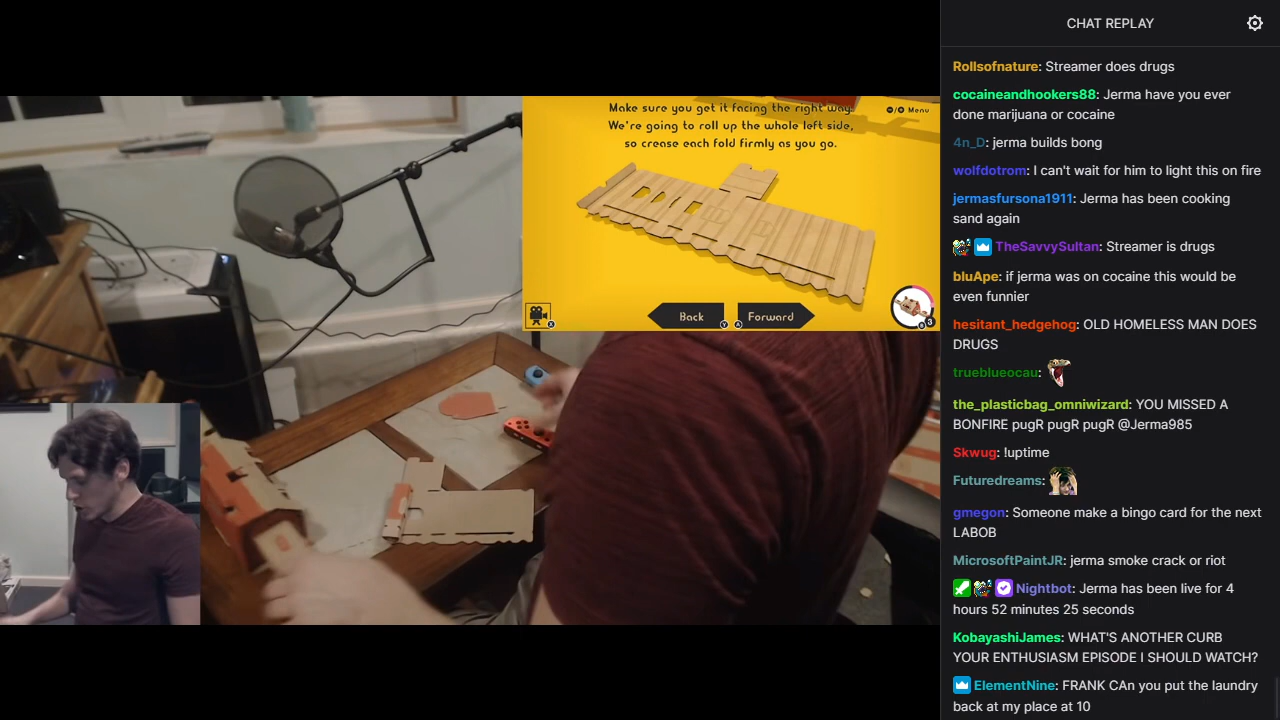 Make sure you get it facing the right way.
We're going to roll up the whole left side,
so crease each fold firmly as you go.
Menu
Back
Forward
CHAT REPLAY
Rollsofnature: Streamer does drugs
cocaineandhookers88: Jerma have you ever
done marijuana or cocaine
4n_D: jerma builds bong
wolfdotrom: I can't wait for him to light this on fire
jermasfursona1911: Jerma has been cooking
sand again
TheSavvySultan: Streamer is drugs
bluApe: if jerma was on cocaine this would be
even funnier
hesitant_hedgehog: OLD HOMELESS MAN DOES
DRUGS
trueblueocau:
the_plasticbag_omniwizard: YOU MISSED A
BONFIRE pugR pugR pugR @Jerma985
Skwug: !uptime
Futuredreams:
gmegon: Someone make a bingo card for the next
LABOB
MicrosoftPaintJR: jerma smoke crack or riot
Nightbot: Jerma has been live for 4
hours 52 minutes 25 seconds
KobayashiJames: WHAT'S ANOTHER CURB
YOUR ENTHUSIASM EPISODE I SHOULD WATCH?
ElementNine: FRANK CAn you put the laundry
back at my place at 10